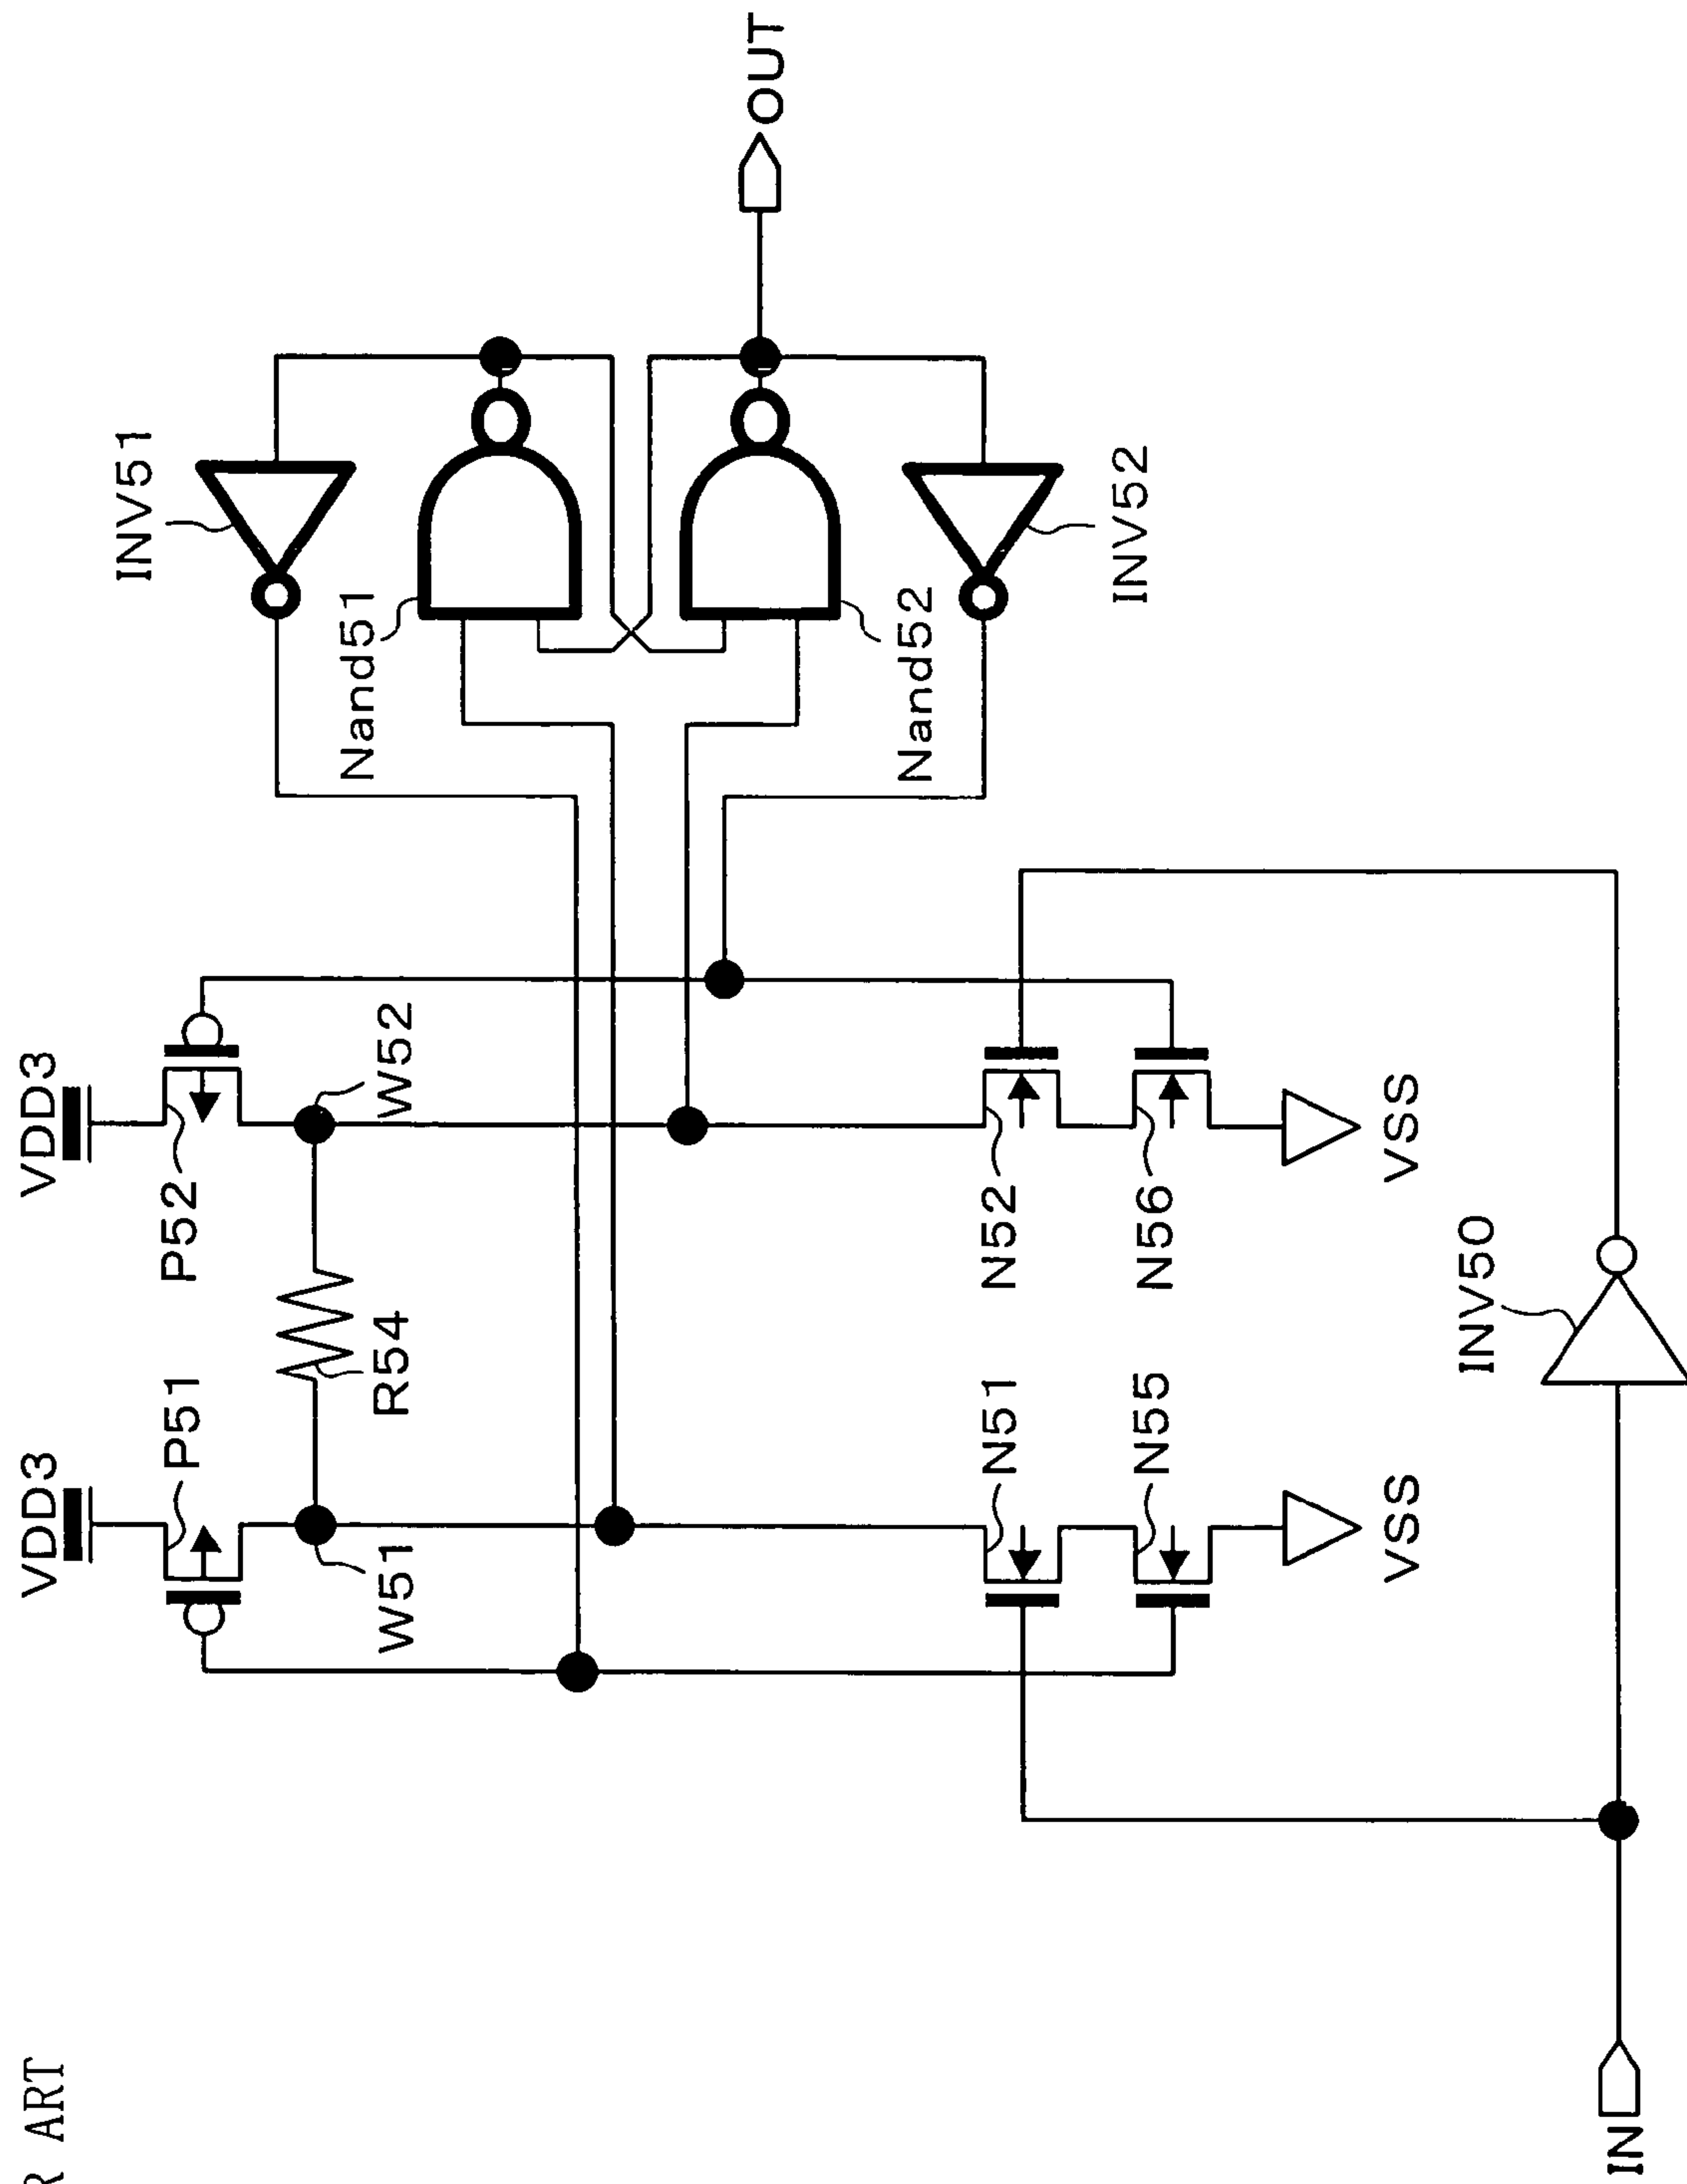 R ART
VDD3
VDD3
P51
P52
W51
R54
W52
INV51
Nand51
Nand52
INV52
OUT
N51
N52
N55
N56
VSS
VSS
INV50
IN